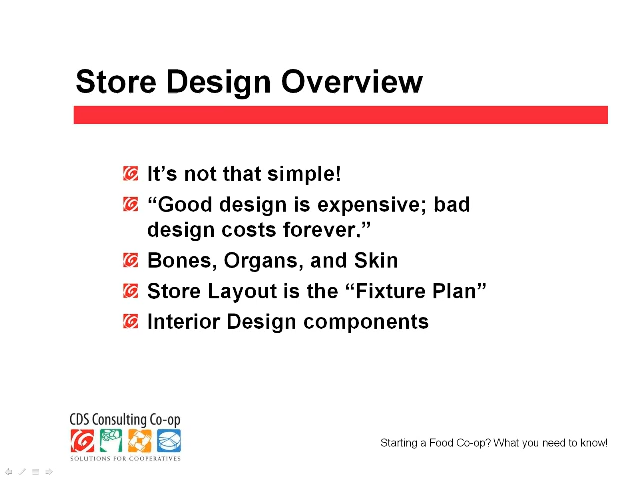 Store Design Overview
It's not that simple!
“Good design is expensive; bad
design costs forever.”
Bones, Organs, and Skin
Store Layout is the “Fixture Plan”
Interior Design components
CDS Consulting Co-op
SOLUTIONS FOR COOPERATIVES
Starting a Food Co-op? What you need to know!